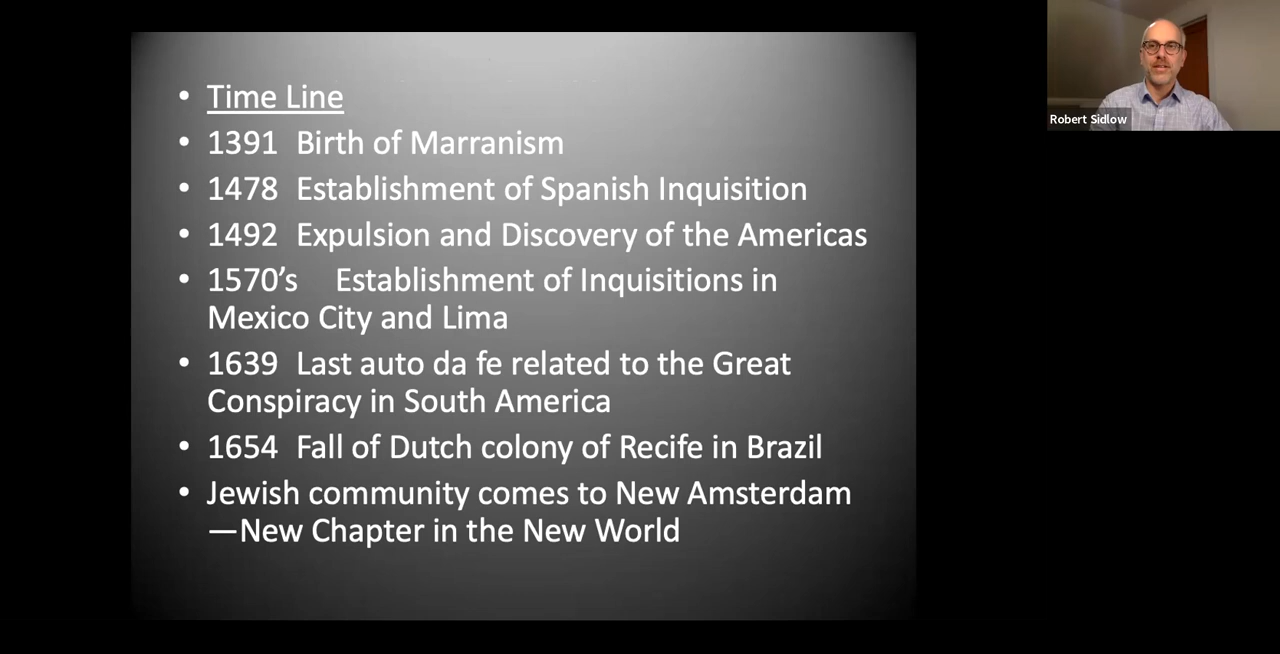 • Time Line
• 1391 Birth of Marranism
• 1478 Establishment of Spanish Inquisition
• 1492 Expulsion and Discovery of the Americas
• 1570’s Establishment of Inquisitions in
Mexico City and Lima
• 1639 Last auto da fe related to the Great
Conspiracy in South America
• 1654 Fall of Dutch colony of Recife in Brazil
• Jewish community comes to New Amsterdam
—New Chapter in the New World
Robert Sidlow